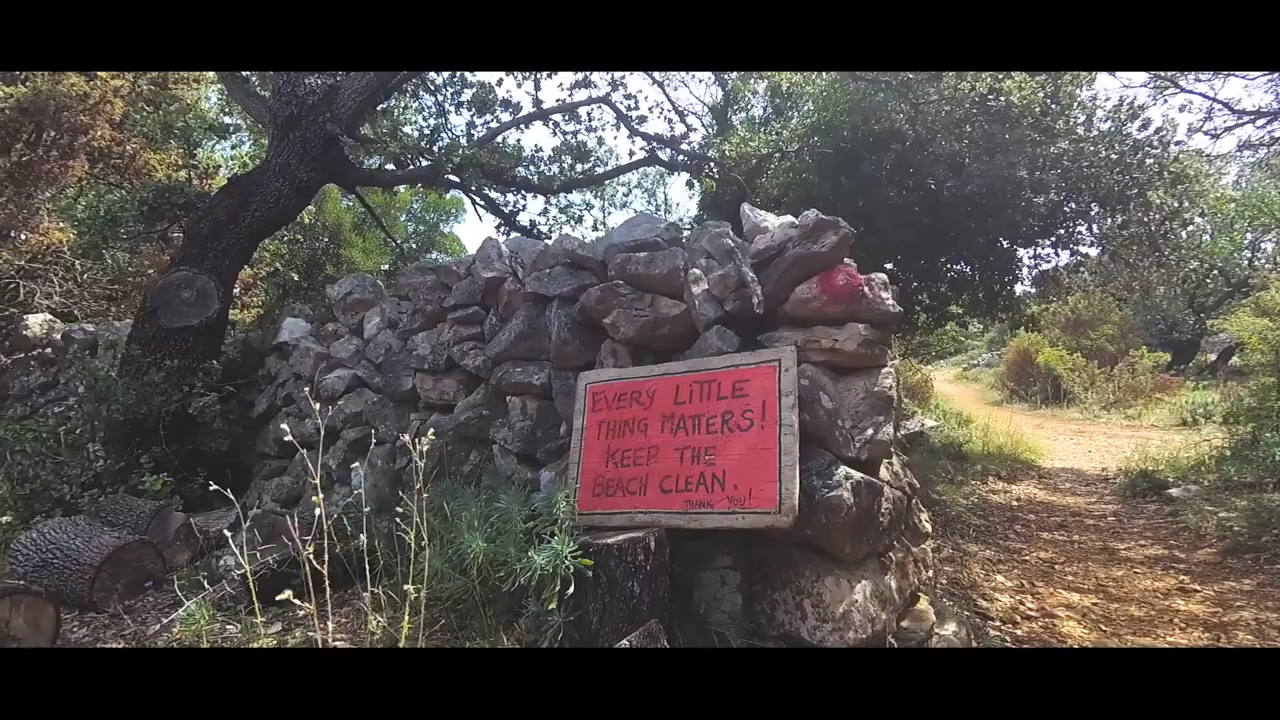 EVERY LITTLE
THING MATTERS!
KEEP THE
BEACH CLEAN.
THANK YOU!